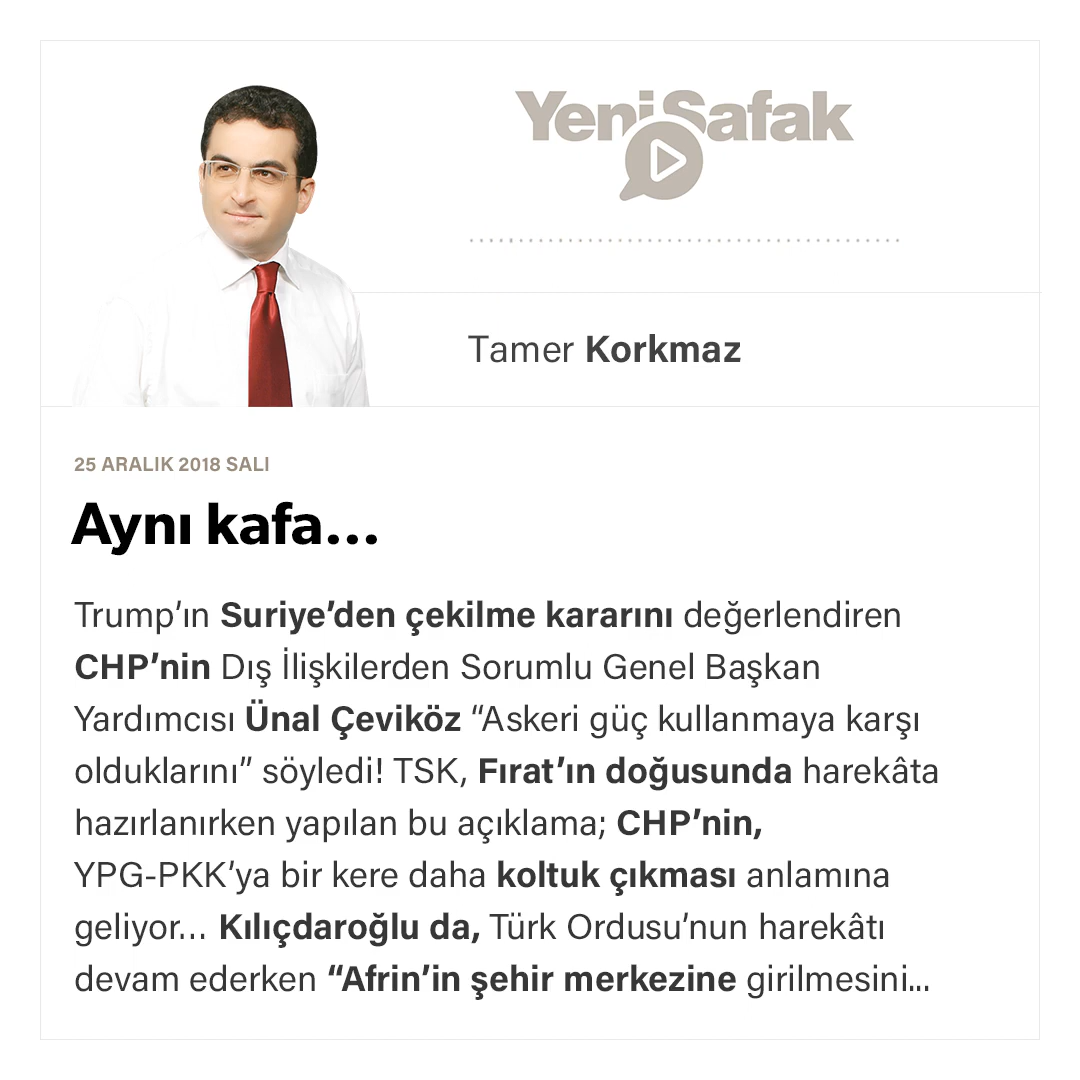 YeniSafak
Tamer Korkmaz
25 ARALIK 2018 SALI
Aynı kafa...
Trump’ın Suriye’den çekilme kararını değerlendiren
CHP’nin Dış İlişkilerden Sorumlu Genel Başkan
Yardımcısı Ünal Çeviköz “Askeri güç kullanmaya karşı
olduklarını” söyledi! TSK, Fırat’ın doğusunda harekâta
hazırlanırken yapılan bu açıklama; CHP’nin,
YPG-PKK’ya bir kere daha koltuk çıkması anlamına
geliyor... Kılıçdaroğlu da, Türk Ordusu’nun harekâtı
devam ederken “Afrin’in şehir merkezine girilmesini...